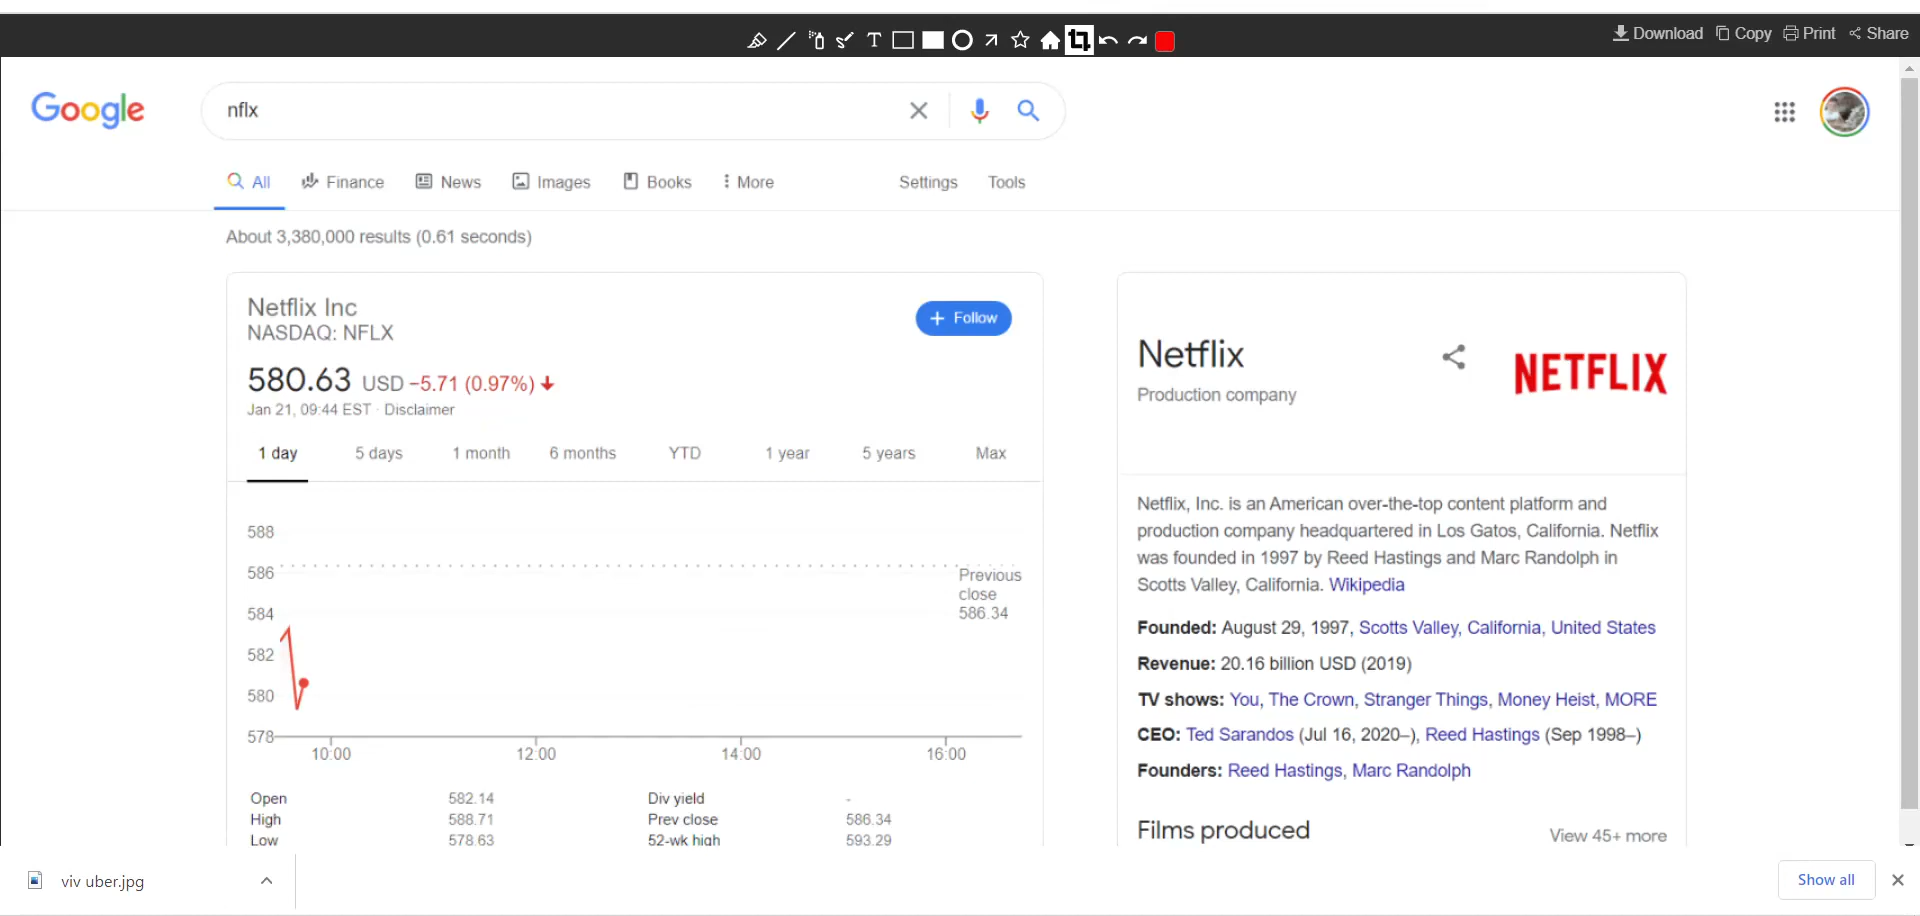 Download Copy Print Share
Google
nflx
All Finance News Images Books More Settings Tools
About 3,380,000 results (0.61 seconds)
Netflix Inc
NASDAQ: NFLX
+ Follow
580.63 USD −5.71 (0.97%)
Jan 21, 09:44 EST · Disclaimer
1 day 5 days 1 month 6 months YTD 1 year 5 years Max
588
586
584
582
580
578
Previous
close
586.34
10:00 12:00 14:00 16:00
Open 582.14 Div yield -
High 588.71 Prev close 586.34
Low 578.63 52-wk high 593.29
Netflix
Production company
NETFLIX
Netflix, Inc. is an American over-the-top content platform and
production company headquartered in Los Gatos, California. Netflix
was founded in 1997 by Reed Hastings and Marc Randolph in
Scotts Valley, California. Wikipedia
Founded: August 29, 1997, Scotts Valley, California, United States
Revenue: 20.16 billion USD (2019)
TV shows: You, The Crown, Stranger Things, Money Heist, MORE
CEO: Ted Sarandos (Jul 16, 2020–), Reed Hastings (Sep 1998–)
Founders: Reed Hastings, Marc Randolph
Films produced View 45+ more
viv uber.jpg
Show all